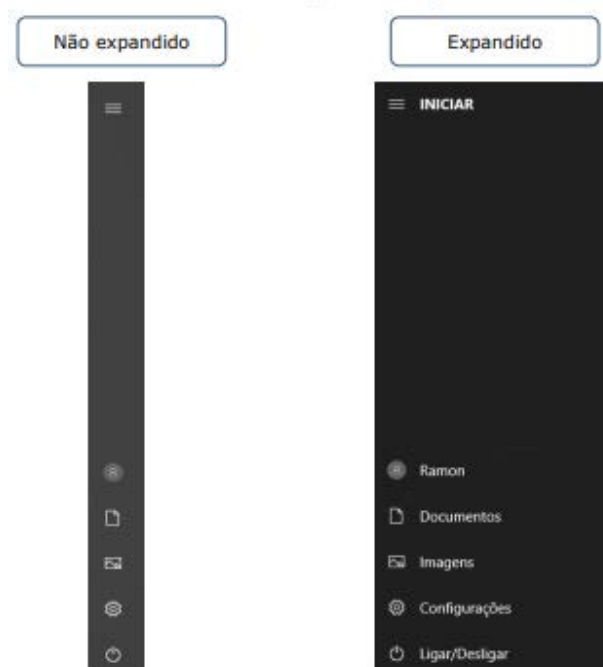 Não expandido
Expandido
INICIAR
Ramon
Documentos
Imagens
Configurações
Ligar/Desligar